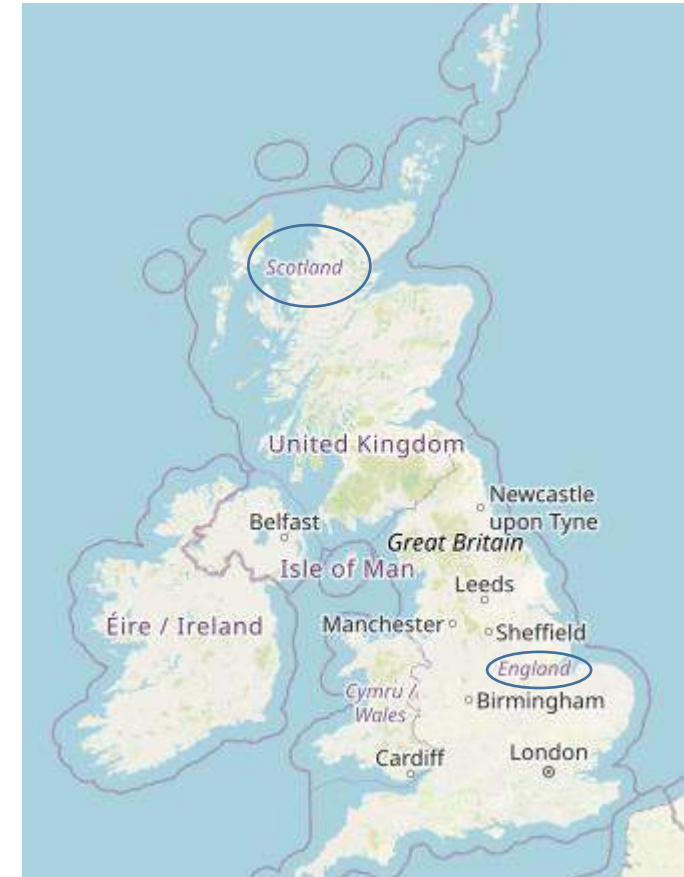 Scotland
United Kingdom
Newcastle
upon Tyne
Belfast
Great Britain
Isle of Man
Leeds
Éire / Ireland
Manchester
Sheffield
England
Cymru /
Wales
Birmingham
Cardiff
London